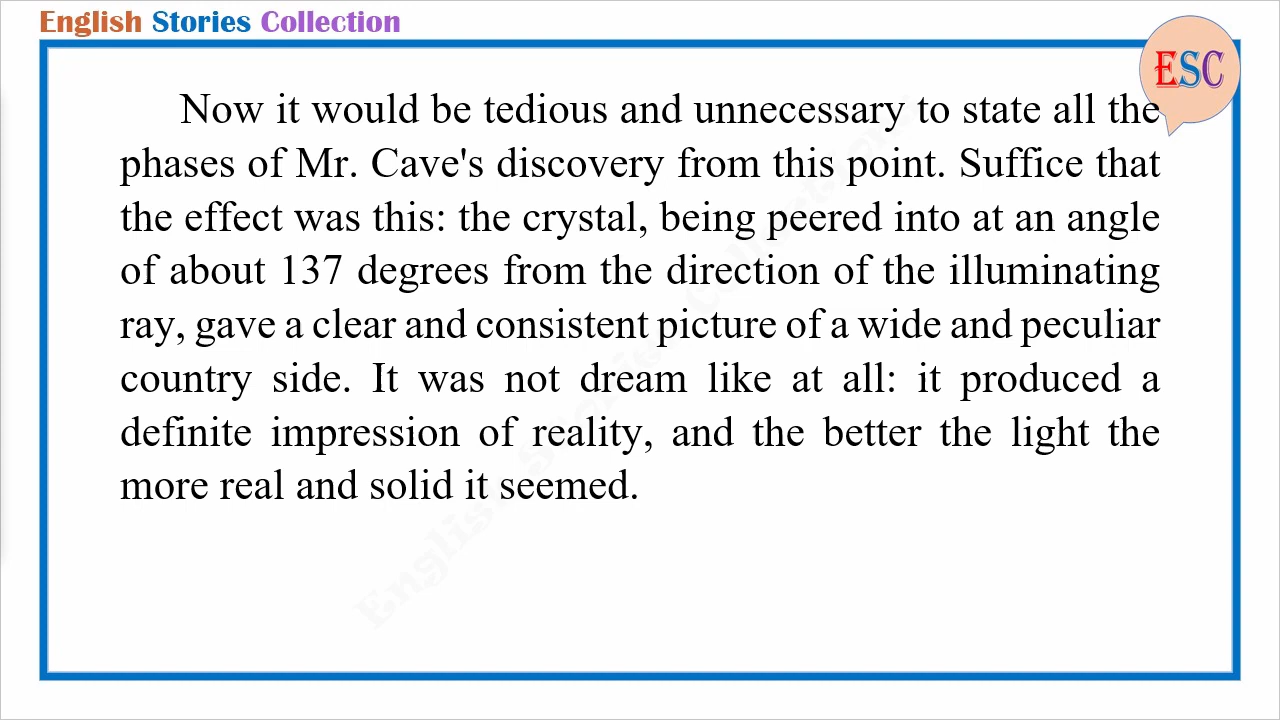 English Stories Collection
ESC
Now it would be tedious and unnecessary to state all the
phases of Mr. Cave's discovery from this point. Suffice that
the effect was this: the crystal, being peered into at an angle
of about 137 degrees from the direction of the illuminating
ray, gave a clear and consistent picture of a wide and peculiar
country side. It was not dream like at all: it produced a
definite impression of reality, and the better the light the
more real and solid it seemed.
English Stories Collections